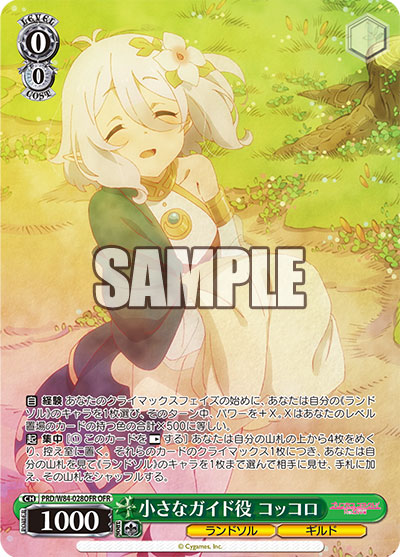 LEVEL
0
0
COST
SAMPLE
自 経験 あなたのクライマックスフェイズの始めに、あなたは自分の《ランド
ソル》のキャラを1枚選び、そのターン中、パワーを＋X。Xはあなたのレベル
置場のカードの持つ色の合計×500に等しい。
起 集中 [① このカードを する] あなたは自分の山札の上から4枚をめく
り、控え室に置く。それらのカードのクライマックス1枚につき、あなたは自
分の山札を見て《ランドソル》のキャラを1枚まで選んで相手に見せ、手札に加
え、その山札をシャッフルする。
CH PRD/W84-028OFR OFR
POWER 1000 SOUL 小さなガイド役 コッコロ
ランドソル ギルド
© Cygames, Inc.